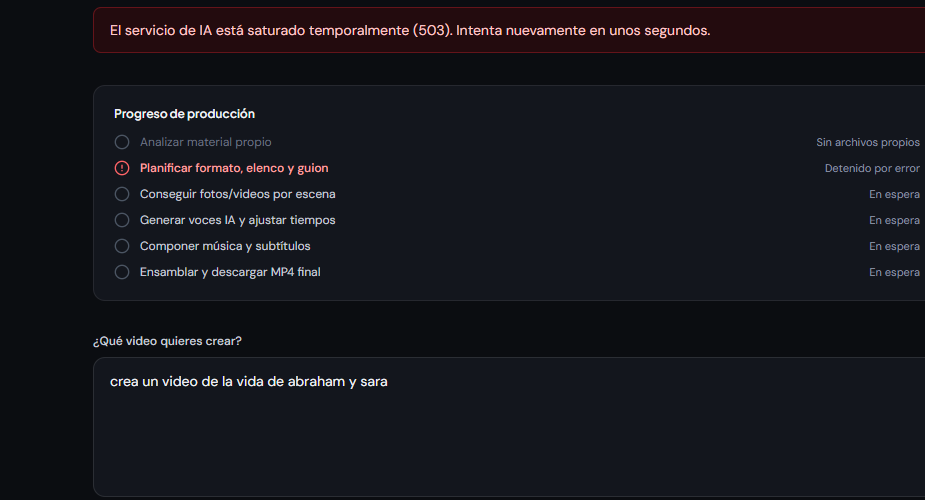 El servicio de IA está saturado temporalmente (503). Intenta nuevamente en unos segundos.
Progreso de producción
Analizar material propio Sin archivos propios
Planificar formato, elenco y guion Detenido por error
Conseguir fotos/videos por escena En espera
Generar voces IA y ajustar tiempos En espera
Componer música y subtítulos En espera
Ensamblar y descargar MP4 final En espera
¿Qué video quieres crear?
crea un video de la vida de abraham y sara